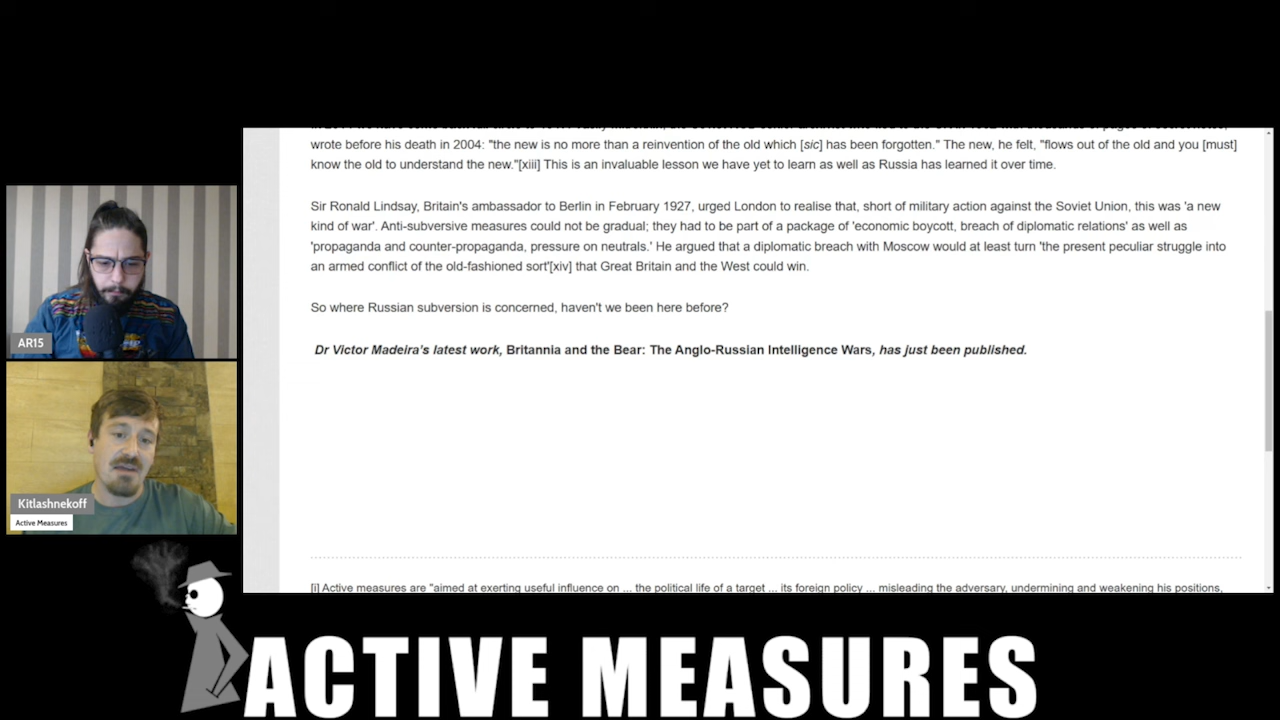 wrote before his death in 2004: "the new is no more than a reinvention of the old which [sic] has been forgotten." The new, he felt, "flows out of the old and you [must]
know the old to understand the new."[xiii] This is an invaluable lesson we have yet to learn as well as Russia has learned it over time.
Sir Ronald Lindsay, Britain's ambassador to Berlin in February 1927, urged London to realise that, short of military action against the Soviet Union, this was 'a new
kind of war'. Anti-subversive measures could not be gradual; they had to be part of a package of 'economic boycott, breach of diplomatic relations' as well as
'propaganda and counter-propaganda, pressure on neutrals.' He argued that a diplomatic breach with Moscow would at least turn 'the present peculiar struggle into
an armed conflict of the old-fashioned sort'[xiv] that Great Britain and the West could win.
So where Russian subversion is concerned, haven't we been here before?
Dr Victor Madeira's latest work, Britannia and the Bear: The Anglo-Russian Intelligence Wars, has just been published.
[i] Active measures are "aimed at exerting useful influence on ... the political life of a target ... its foreign policy ... misleading the adversary, undermining and weakening his positions,
AR15
Kitlashnekoff
Active Measures
ACTIVE MEASURES